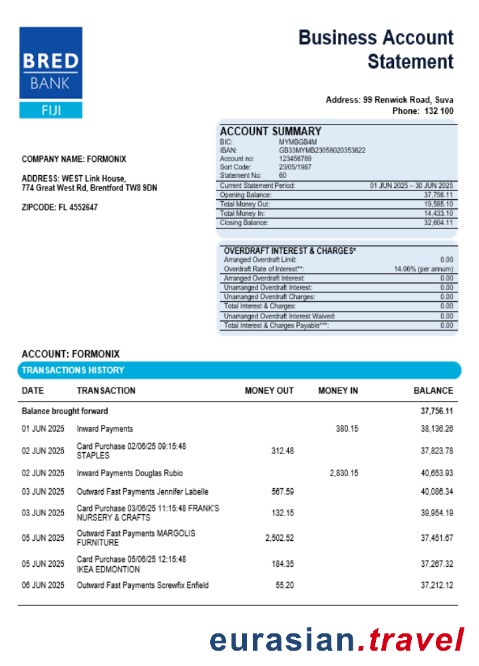 BRED
BANK
FIJI
Business Account
Statement
Address: 99 Renwick Road, Suva
Phone: 132 100
COMPANY NAME: FORMONIX
ADDRESS: WEST Link House,
774 Great West Rd, Brentford TW8 9DN
ZIPCODE: FL 4552647
ACCOUNT SUMMARY
BIC: MYMBGB4M
IBAN: GB33MYMB23058020353822
Account no: 123456789
Sort Code: 23/05/1987
Statement No: 60
Current Statement Period: 01 JUN 2025 – 30 JUN 2025
Opening Balance: 37,756.11
Total Money Out: 19,585.10
Total Money In: 14,433.10
Closing Balance: 32,604.11
OVERDRAFT INTEREST & CHARGES*
Arranged Overdraft Limit: 0.00
Overdraft Rate of Interest**: 14.06% (per annum)
Arranged Overdraft Interest: 0.00
Unarranged Overdraft Interest: 0.00
Unarranged Overdraft Charges: 0.00
Total Interest & Charges: 0.00
Unarranged Overdraft Interest Waived: 0.00
Total Interest & Charges Payable***: 0.00
ACCOUNT: FORMONIX
TRANSACTIONS HISTORY
DATE TRANSACTION MONEY OUT MONEY IN BALANCE
Balance brought forward 37,756.11
01 JUN 2025 Inward Payments 380.15 38,136.26
02 JUN 2025 Card Purchase 02/06/25 09:15:48 312.48 37,823.78
STAPLES
02 JUN 2025 Inward Payments Douglas Rubio 2,830.15 40,653.93
03 JUN 2025 Outward Fast Payments Jennifer Labelle 567.59 40,086.34
03 JUN 2025 Card Purchase 03/06/25 11:15:48 FRANK'S 132.15 39,954.19
NURSERY & CRAFTS
05 JUN 2025 Outward Fast Payments MARGOLIS 2,502.52 37,451.67
FURNITURE
05 JUN 2025 Card Purchase 05/06/25 12:15:48 184.35 37,267.32
IKEA EDMONTION
06 JUN 2025 Outward Fast Payments Screwfix Enfield 55.20 37,212.12
eurasian.travel